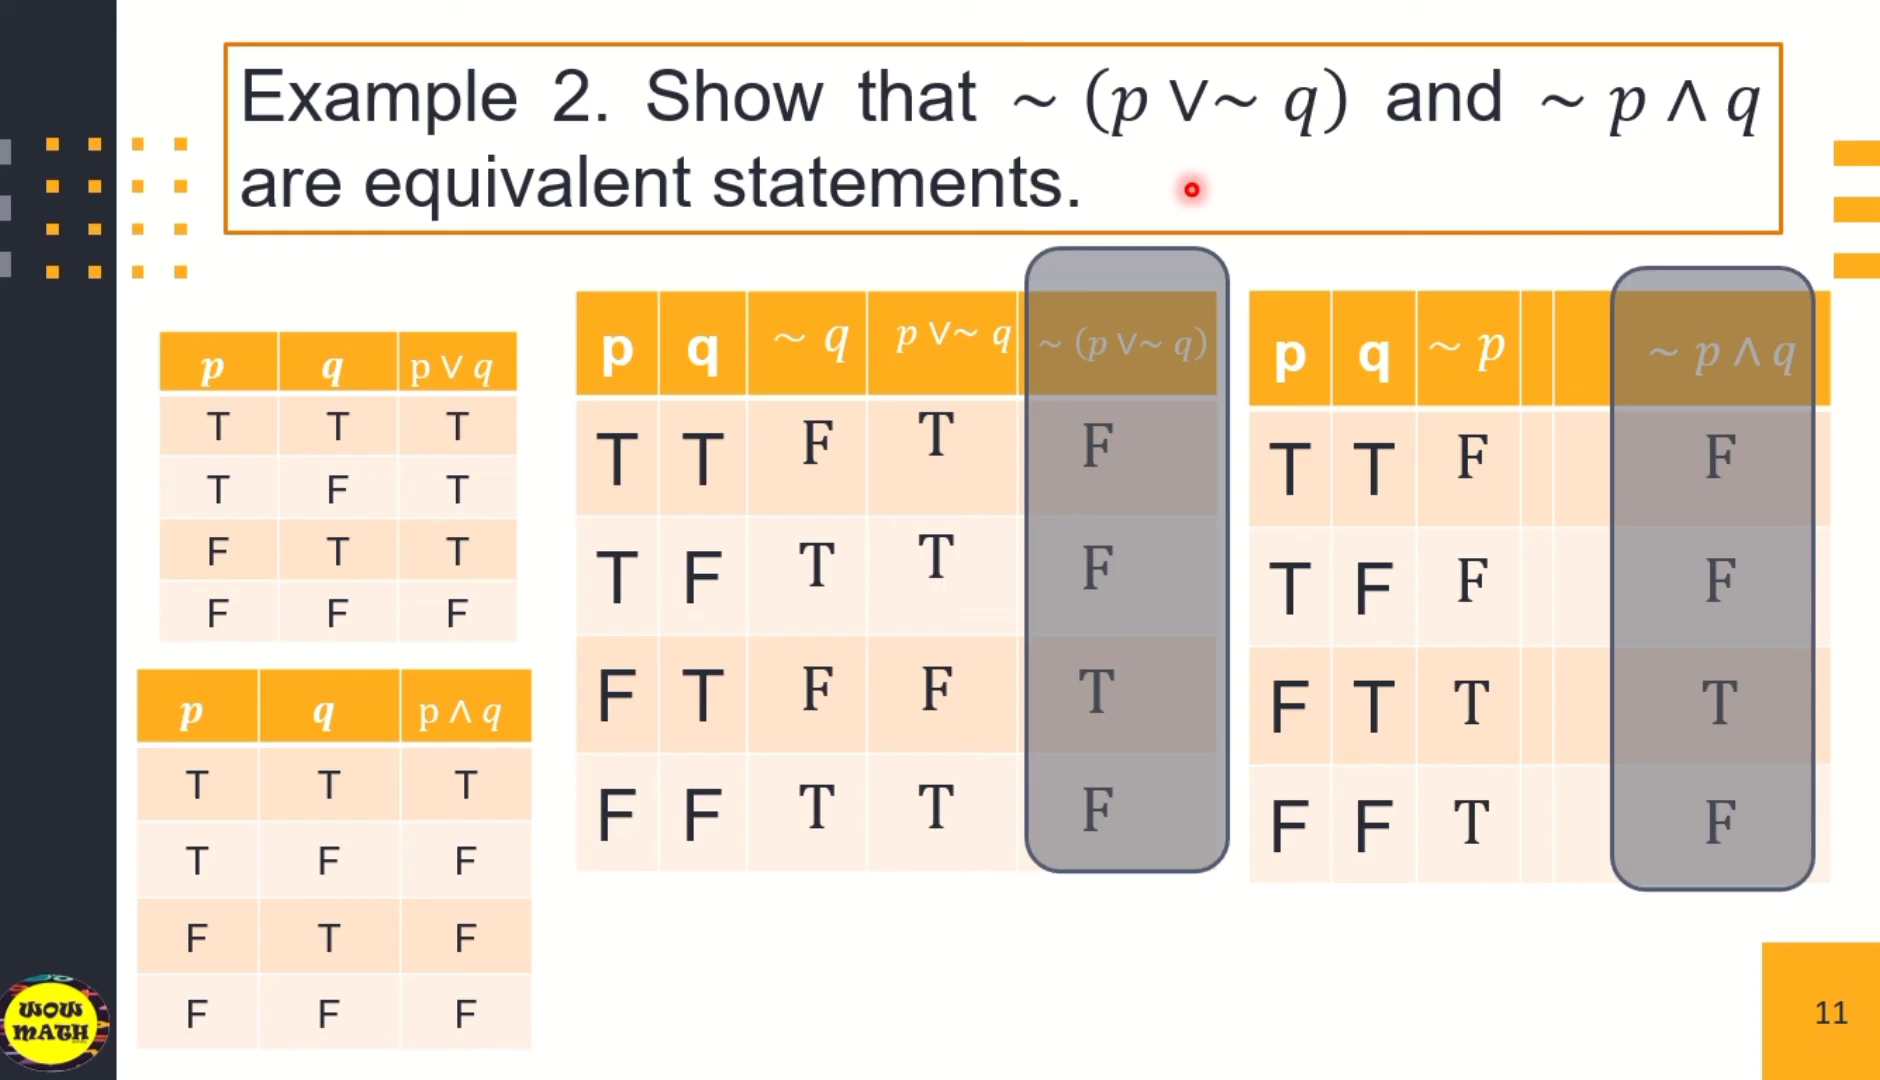 Example 2. Show that ~ (p ∨~ q) and ~ p ∧ q
are equivalent statements.
p q p ∨ q
T T T
T F T
F T T
F F F
p q p ∧ q
T T T
T F F
F T F
F F F
p q ~ q p ∨~ q ~ (p ∨~ q)
T T F T F
T F T T F
F T F F T
F F T T F
p q ~ p ~ p ∧ q
T T F F
T F F F
F T T T
F F T F
WOW
MATH
11